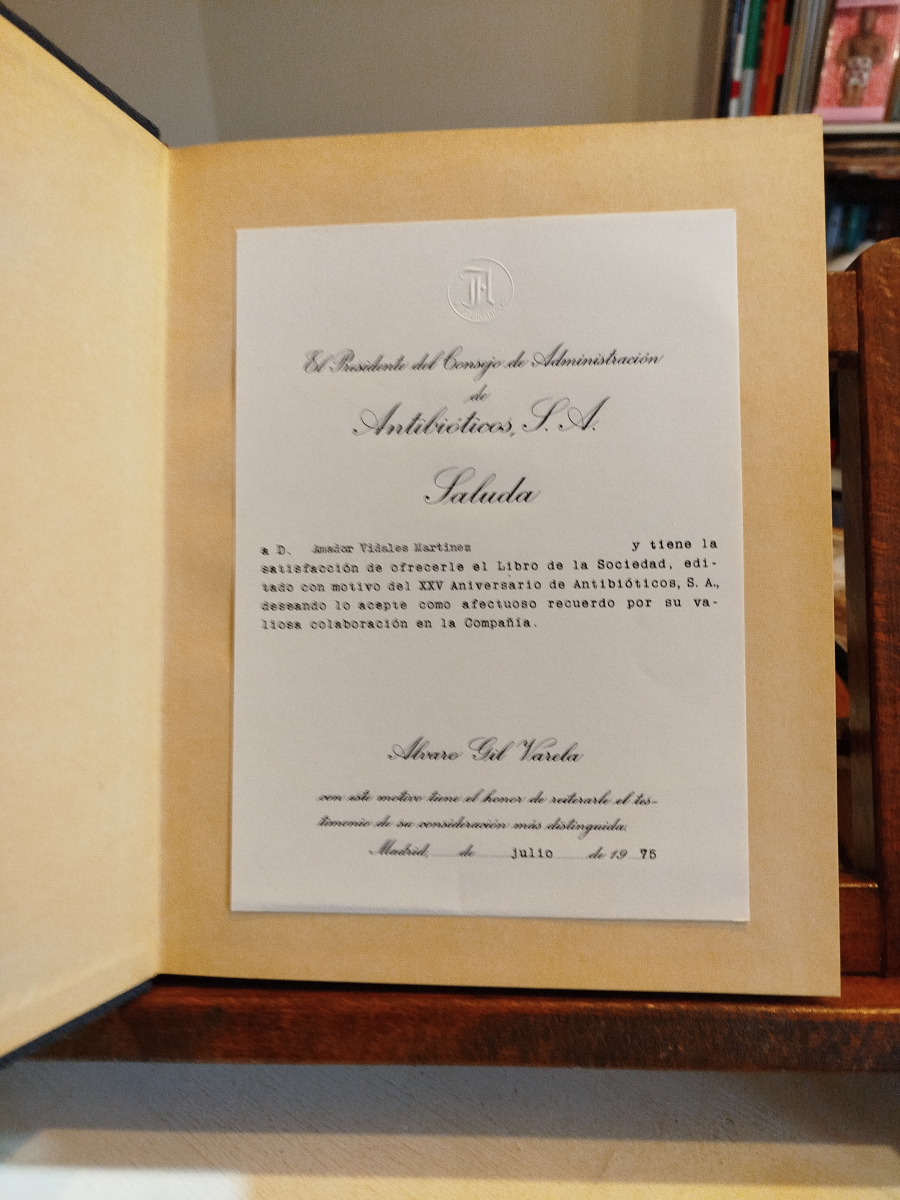 El Presidente del Consejo de Administración
de
Antibióticos, S. A.
Saluda
a D. Amador Vidales Martinez y tiene la
satisfacción de ofrecerle el Libro de la Sociedad, edi-
tado con motivo del XXV Aniversario de Antibióticos, S. A.,
deseando lo acepte como afectuoso recuerdo por su va-
liosa colaboración en la Compañía.
Alvaro Gil Varela
con este motivo tiene el honor de reiterarle el tes-
timonio de su consideración más distinguida.
Madrid, de julio de 19 75